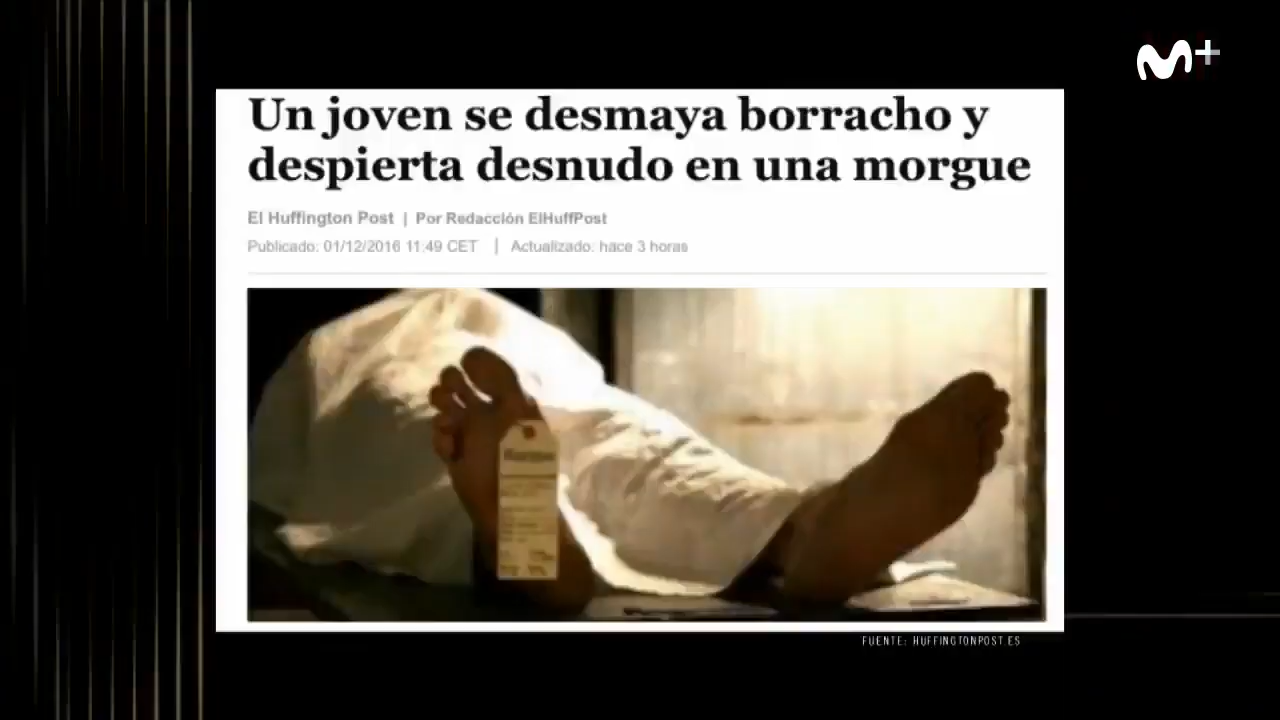 M+
Un joven se desmaya borracho y
despierta desnudo en una morgue
El Huffington Post | Por Redacción ElHuffPost
Publicado: 01/12/2016 11:49 CET | Actualizado: hace 3 horas
FUENTE: HUFFINGTONPOST.ES